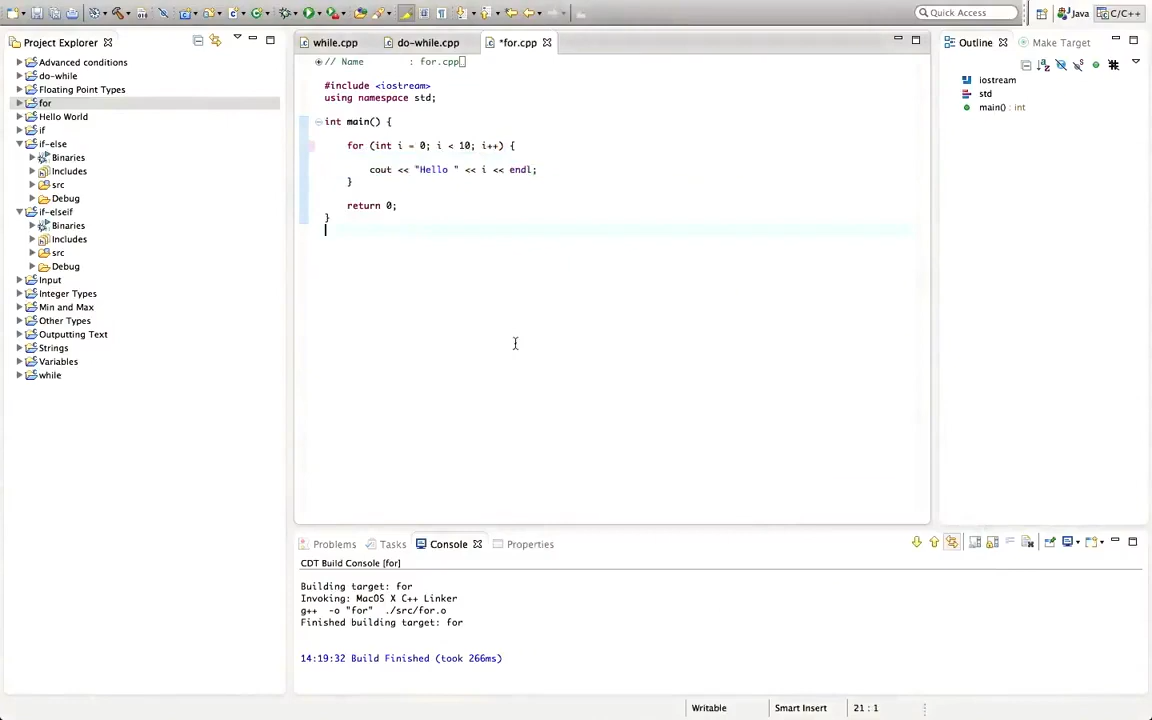 Quick Access
Java
C/C++
Project Explorer
Advanced conditions
do-while
Floating Point Types
for
Hello World
if
if-else
Binaries
Includes
src
Debug
if-elseif
Binaries
Includes
src
Debug
Input
Integer Types
Min and Max
Other Types
Outputting Text
Strings
Variables
while
while.cpp
do-while.cpp
*for.cpp
// Name : for.cpp
#include <iostream>
using namespace std;
int main() {
for (int i = 0; i < 10; i++) {
cout << "Hello " << i << endl;
}
return 0;
}
Outline
Make Target
iostream
std
main() : int
Problems
Tasks
Console
Properties
CDT Build Console [for]
Building target: for
Invoking: MacOS X C++ Linker
g++ -o "for" ./src/for.o
Finished building target: for
14:19:32 Build Finished (took 266ms)
Writable
Smart Insert
21 : 1